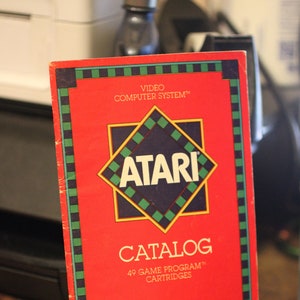 VIDEO
COMPUTER SYSTEM™
ATARI
CATALOG
49 GAME PROGRAM™
CARTRIDGES